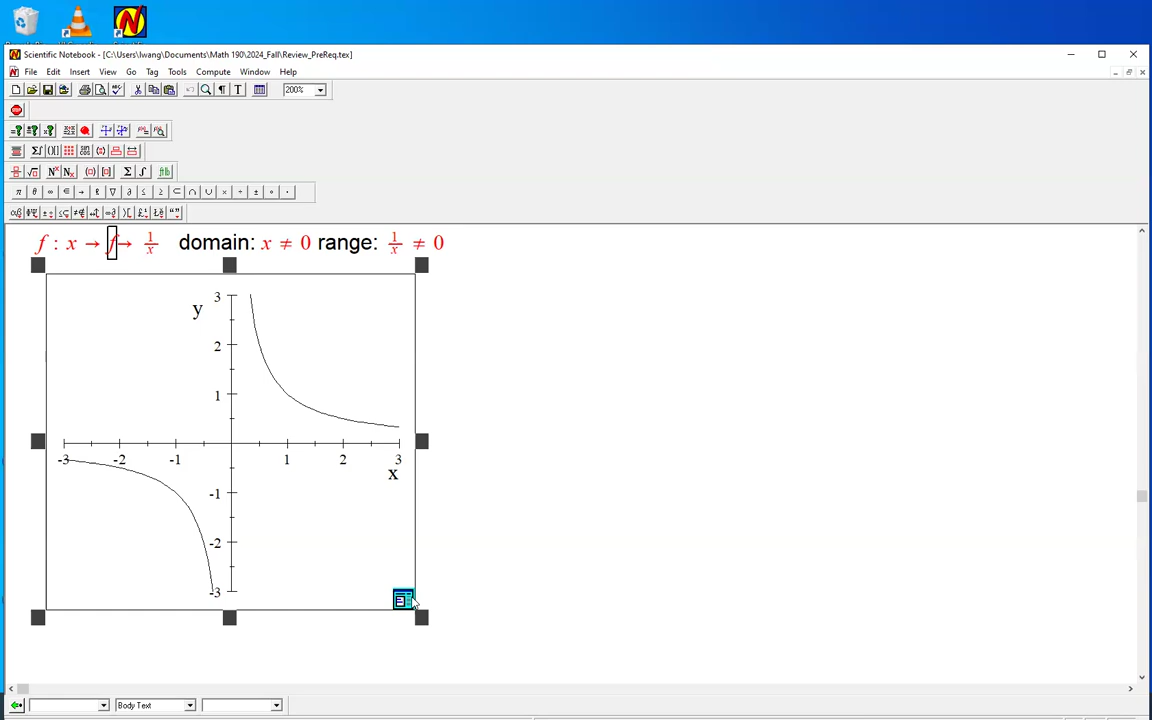 Scientific Notebook - [C:\Users\lwang\Documents\Math 190\2024_Fall\Review_PreReq.tex]
File Edit Insert View Go Tag Tools Compute Window Help
200%
f : x → f → 1/x domain: x ≠ 0 range: 1/x ≠ 0
y
3
2
1
-3 -2 -1 1 2 3
x
-1
-2
-3
Body Text